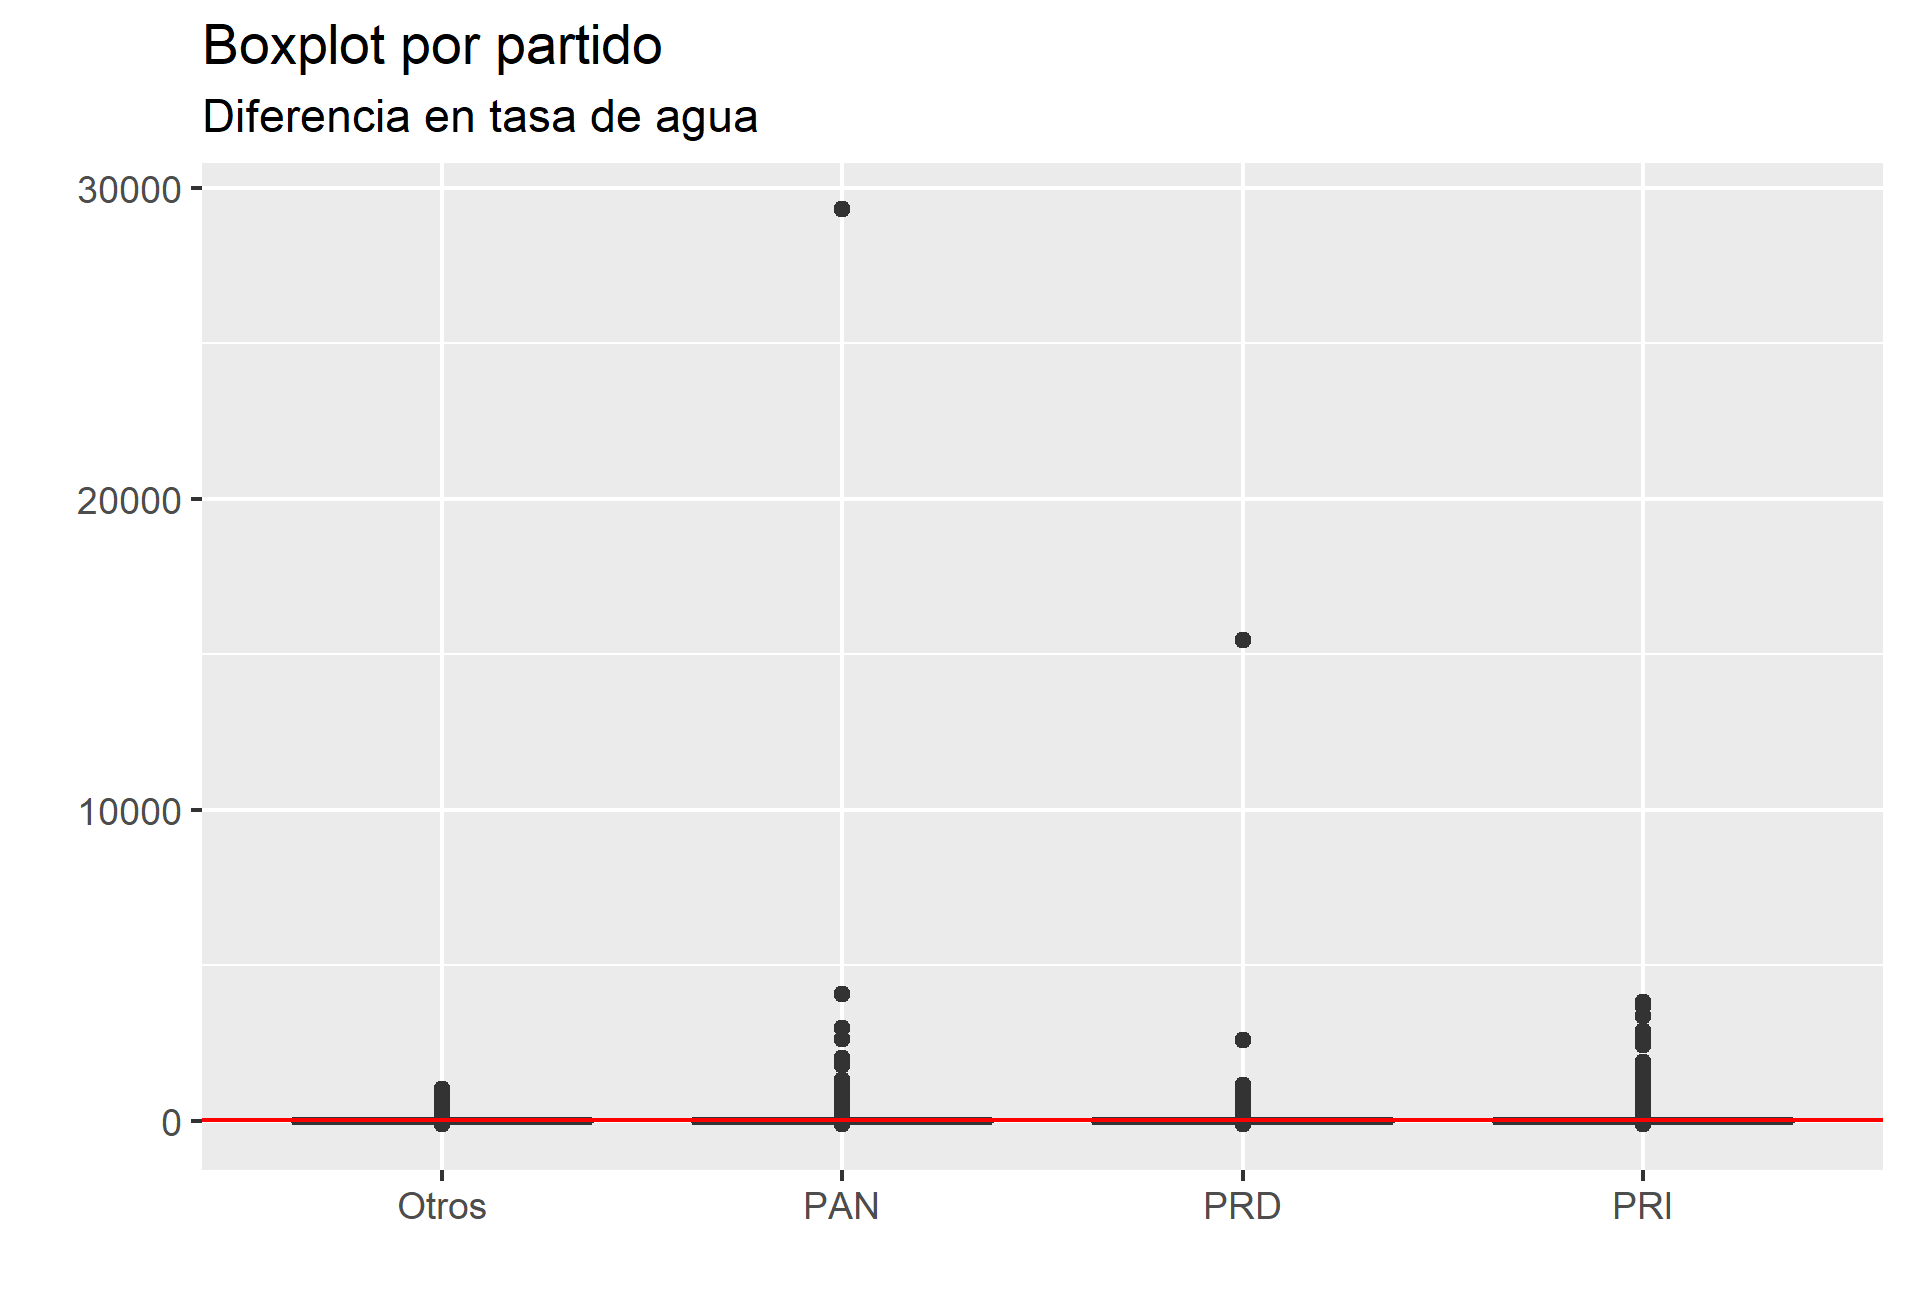 Boxplot por partido
Diferencia en tasa de agua
30000
20000
10000
0
Otros PAN PRD PRI